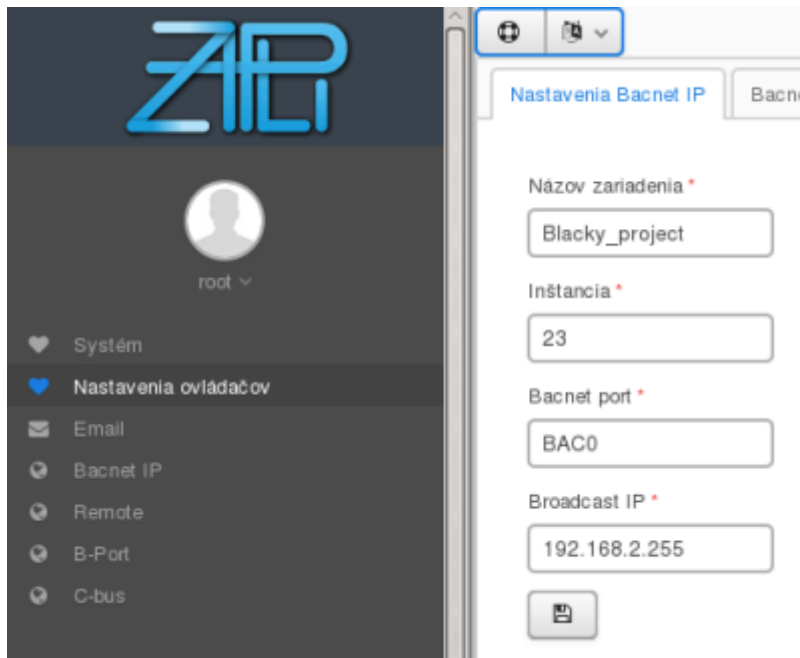 root
Systém
Nastavenia ovládačov
Email
Bacnet IP
Remote
B-Port
C-bus
Nastavenia Bacnet IP
Názov zariadenia *
Blacky_project
Inštancia *
23
Bacnet port *
BAC0
Broadcast IP *
192.168.2.255